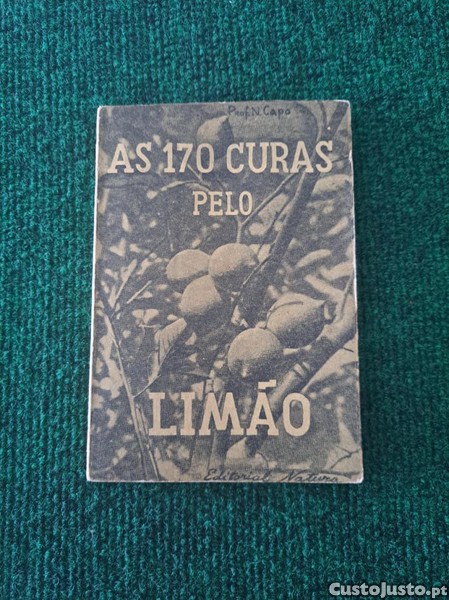 Prof. N. Capo
AS 170 CURAS
PELO
LIMÃO
Editorial Natura
CustoJusto.pt